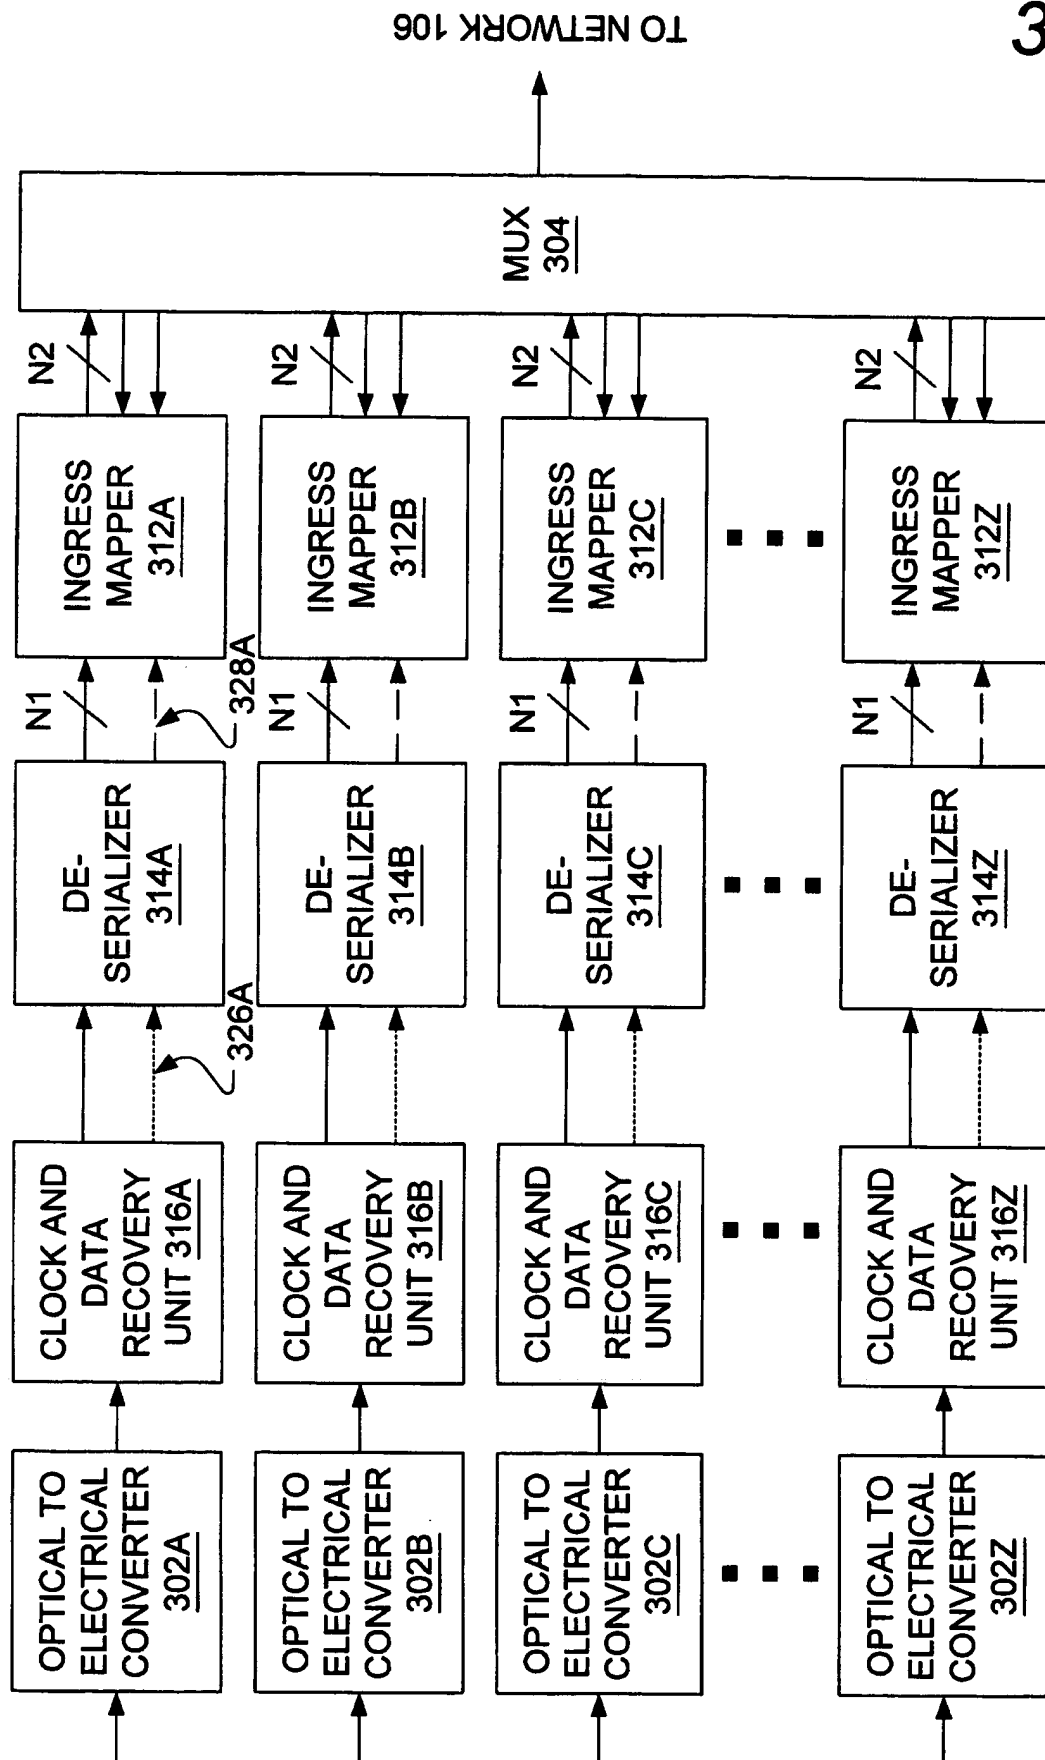 OPTICAL TO
ELECTRICAL
CONVERTER
302A
CLOCK AND
DATA
RECOVERY
UNIT 316A
326A
DE-
SERIALIZER
314A
N1
328A
INGRESS
MAPPER
312A
N2
OPTICAL TO
ELECTRICAL
CONVERTER
302B
CLOCK AND
DATA
RECOVERY
UNIT 316B
DE-
SERIALIZER
314B
N1
INGRESS
MAPPER
312B
N2
OPTICAL TO
ELECTRICAL
CONVERTER
302C
CLOCK AND
DATA
RECOVERY
UNIT 316C
DE-
SERIALIZER
314C
N1
INGRESS
MAPPER
312C
N2
OPTICAL TO
ELECTRICAL
CONVERTER
302Z
CLOCK AND
DATA
RECOVERY
UNIT 316Z
DE-
SERIALIZER
314Z
N1
INGRESS
MAPPER
312Z
N2
MUX
304
TO NETWORK 106
3